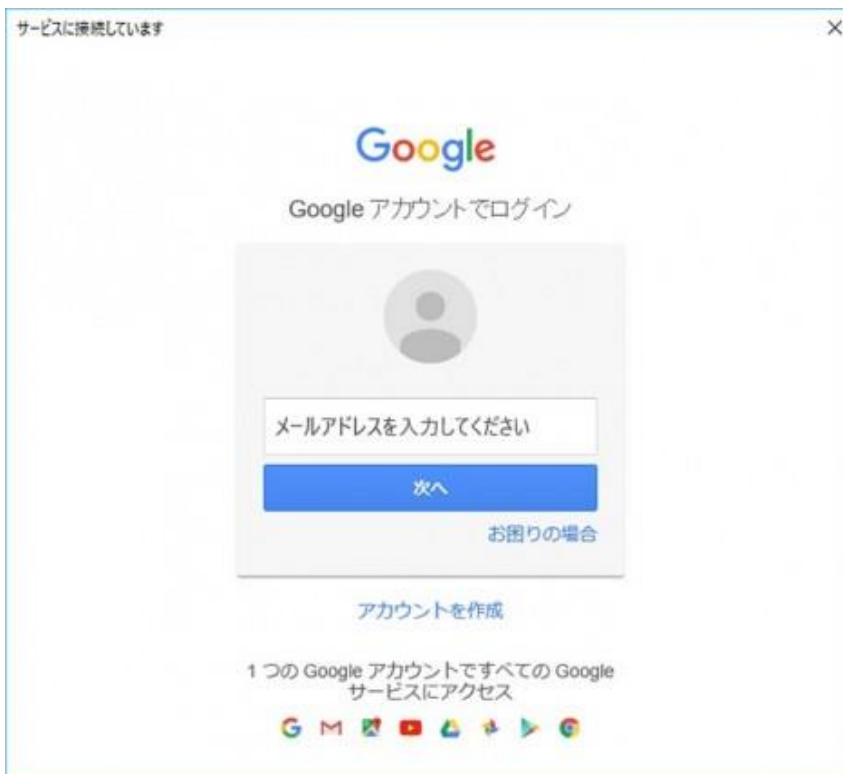 サービスに接続しています
Google
Google アカウントでログイン
メールアドレスを入力してください
次へ
お困りの場合
アカウントを作成
1 つの Google アカウントですべての Google
サービスにアクセス